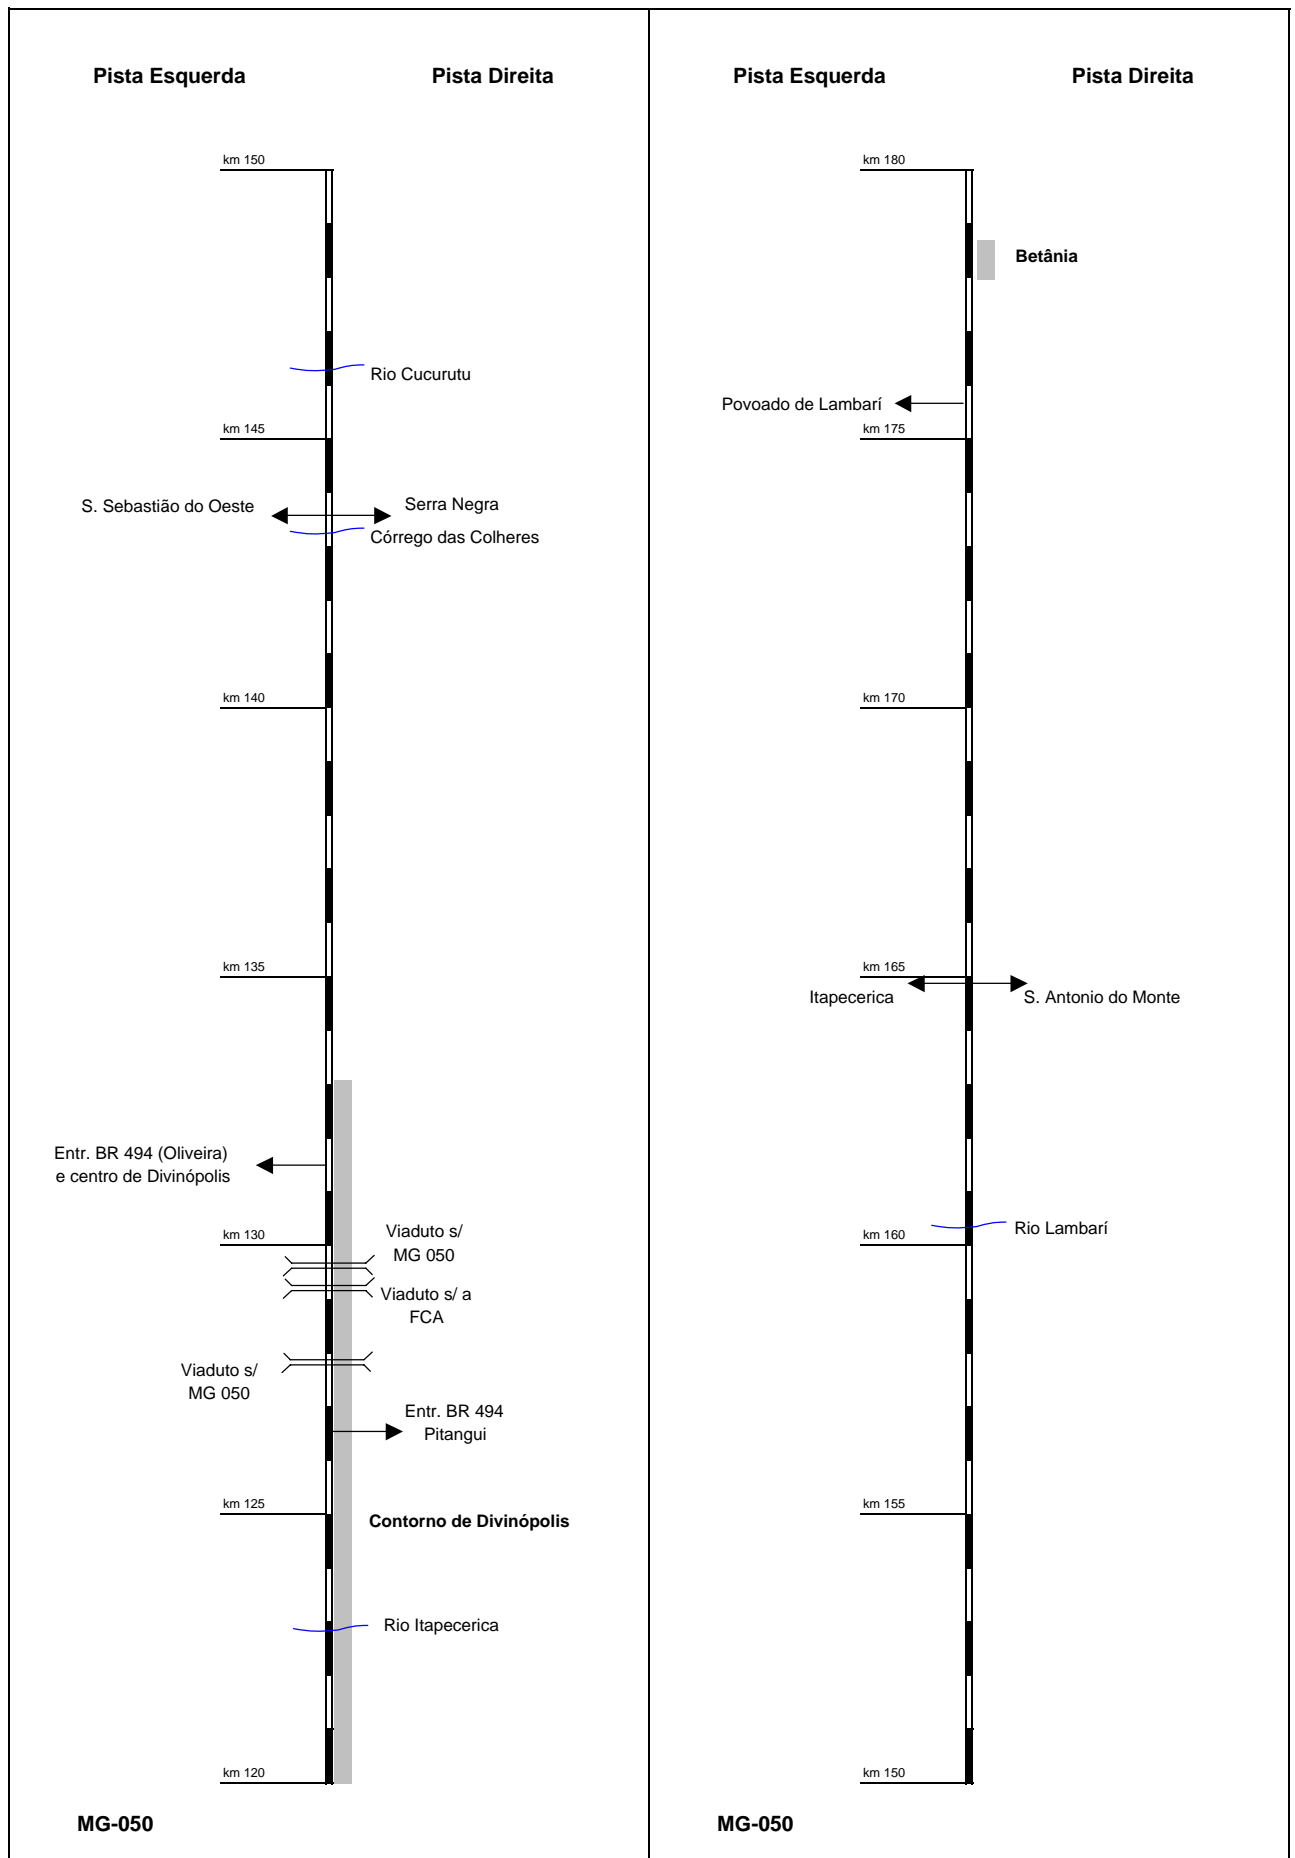 Pista Esquerda
Pista Direita
km 150
Rio Cucurutu
km 145
S. Sebastião do Oeste
Serra Negra
Córrego das Colheres
km 140
km 135
Entr. BR 494 (Oliveira)
e centro de Divinópolis
km 130
Viaduto s/
MG 050
Viaduto s/ a
FCA
Viaduto s/
MG 050
Entr. BR 494
Pitangui
km 125
Contorno de Divinópolis
Rio Itapecerica
km 120
MG-050
Pista Esquerda
Pista Direita
km 180
Betânia
Povoado de Lambarí
km 175
km 170
km 165
Itapecerica
S. Antonio do Monte
Rio Lambarí
km 160
km 155
km 150
MG-050